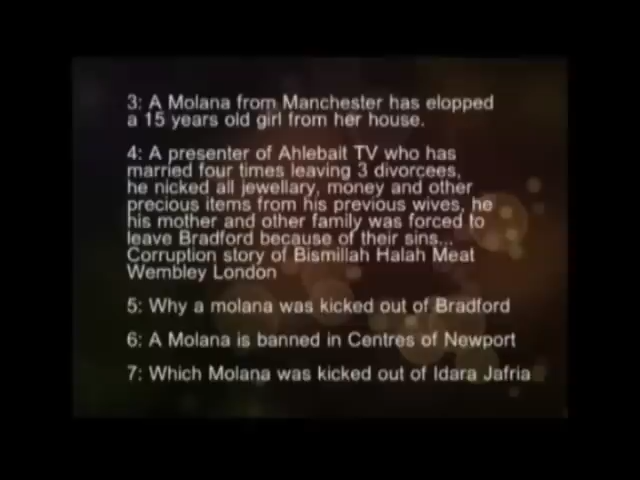 3: A Molana from Manchester has elopped
a 15 years old girl from her house.
4: A presenter of Ahlebait TV who has
married four times leaving 3 divorcees,
he nicked all jewellary, money and other
precious items from his previous wives, he
his mother and other family was forced to
leave Bradford because of their sins...
Corruption story of Bismillah Halah Meat
Wembley London
5: Why a molana was kicked out of Bradford
6: A Molana is banned in Centres of Newport
7: Which Molana was kicked out of Idara Jafria